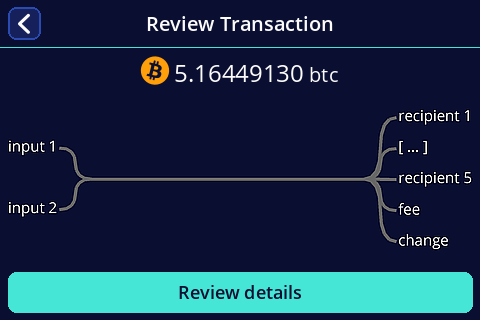 Review Transaction
5.16449130 btc
input 1
input 2
recipient 1
[ ... ]
recipient 5
fee
change
Review details